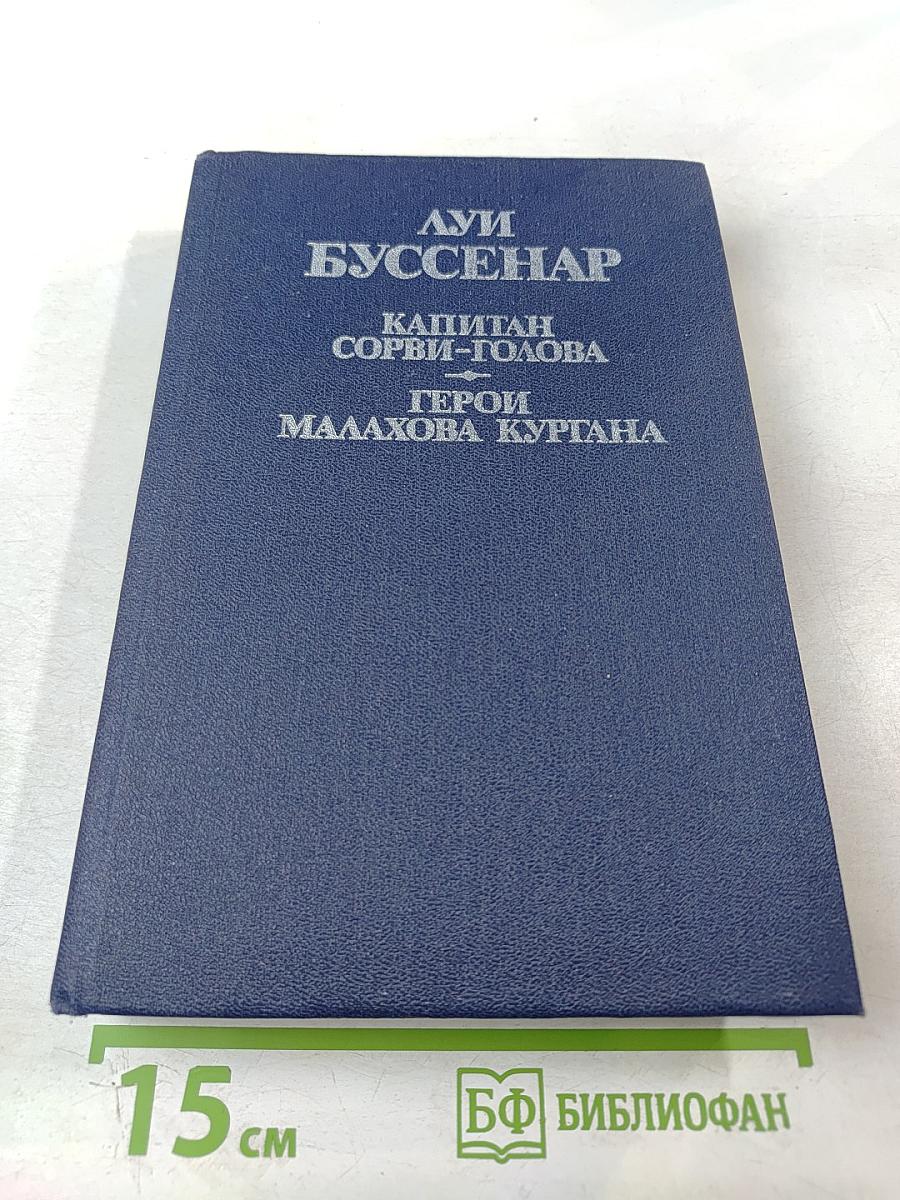 ЛУИ
БУССЕНАР
КАПИТАН
СОРВИ-ГОЛОВА
ГЕРОИ
МАЛАХОВА КУРГАНА
15 см
БФ БИБЛИОФАН